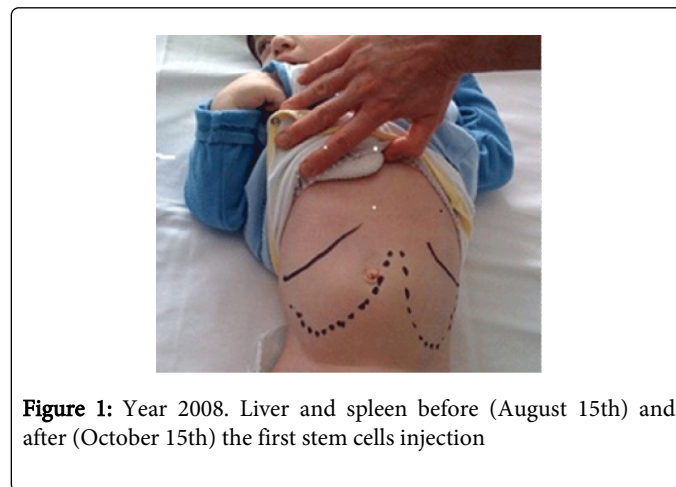 Figure 1: Year 2008. Liver and spleen before (August 15th) and
after (October 15th) the first stem cells injection